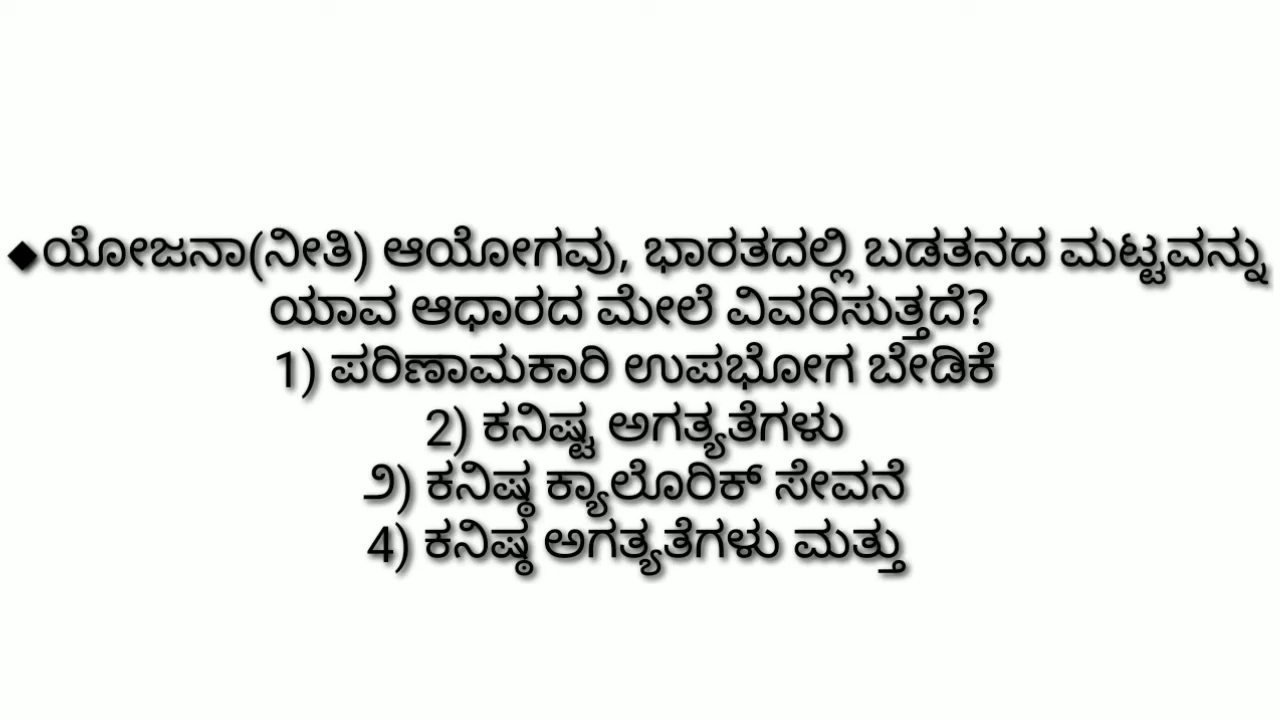 ◆ಯೋಜನಾ(ನೀತಿ) ಆಯೋಗವು, ಭಾರತದಲ್ಲಿ ಬಡತನದ ಮಟ್ಟವನ್ನು
ಯಾವ ಆಧಾರದ ಮೇಲೆ ವಿವರಿಸುತ್ತದೆ?
1) ಪರಿಣಾಮಕಾರಿ ಉಪಭೋಗ ಬೇಡಿಕೆ
2) ಕನಿಷ್ಟ ಅಗತ್ಯತೆಗಳು
೨) ಕನಿಷ್ಠ ಕ್ಯಾಲೊರಿಕ್ ಸೇವನೆ
4) ಕನಿಷ್ಠ ಅಗತ್ಯತೆಗಳು ಮತ್ತು